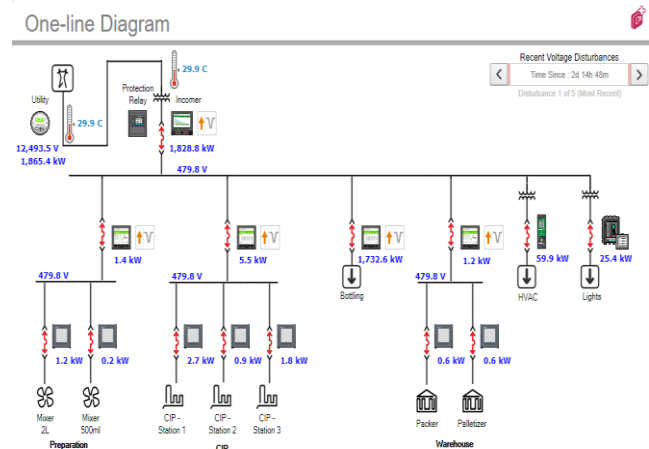 One-line Diagram
Recent Voltage Disturbances
Time Since : 2d 14h 48m
Disturbance 1 of 5 (Most Recent)
29.9 C
Protection
Relay
Incomer
Utility
29.9 C
12,493.5 V
1,865.4 kW
1,828.8 kW
479.8 V
1.4 kW
5.5 kW
1,732.6 kW
1.2 kW
59.9 kW
25.4 kW
479.8 V
479.8 V
479.8 V
Bottling
HVAC
Lights
1.2 kW
0.2 kW
2.7 kW
0.9 kW
1.8 kW
0.6 kW
0.6 kW
Mixer
2L
Mixer
500ml
CIP -
Station 1
CIP -
Station 2
CIP -
Station 3
Packer
Palletizer
Preparation
CIP
Warehouse